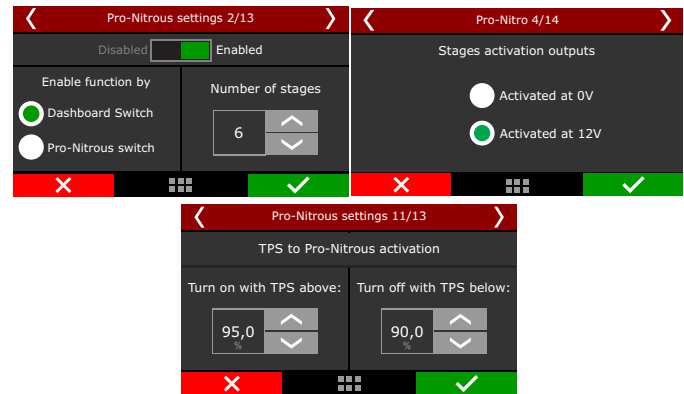 Pro-Nitrous settings 2/13
Disabled Enabled
Enable function by
Dashboard Switch
Pro-Nitrous switch
Number of stages
6
Pro-Nitro 4/14
Stages activation outputs
Activated at 0V
Activated at 12V
Pro-Nitrous settings 11/13
TPS to Pro-Nitrous activation
Turn on with TPS above:
95,0
%
Turn off with TPS below:
90,0
%